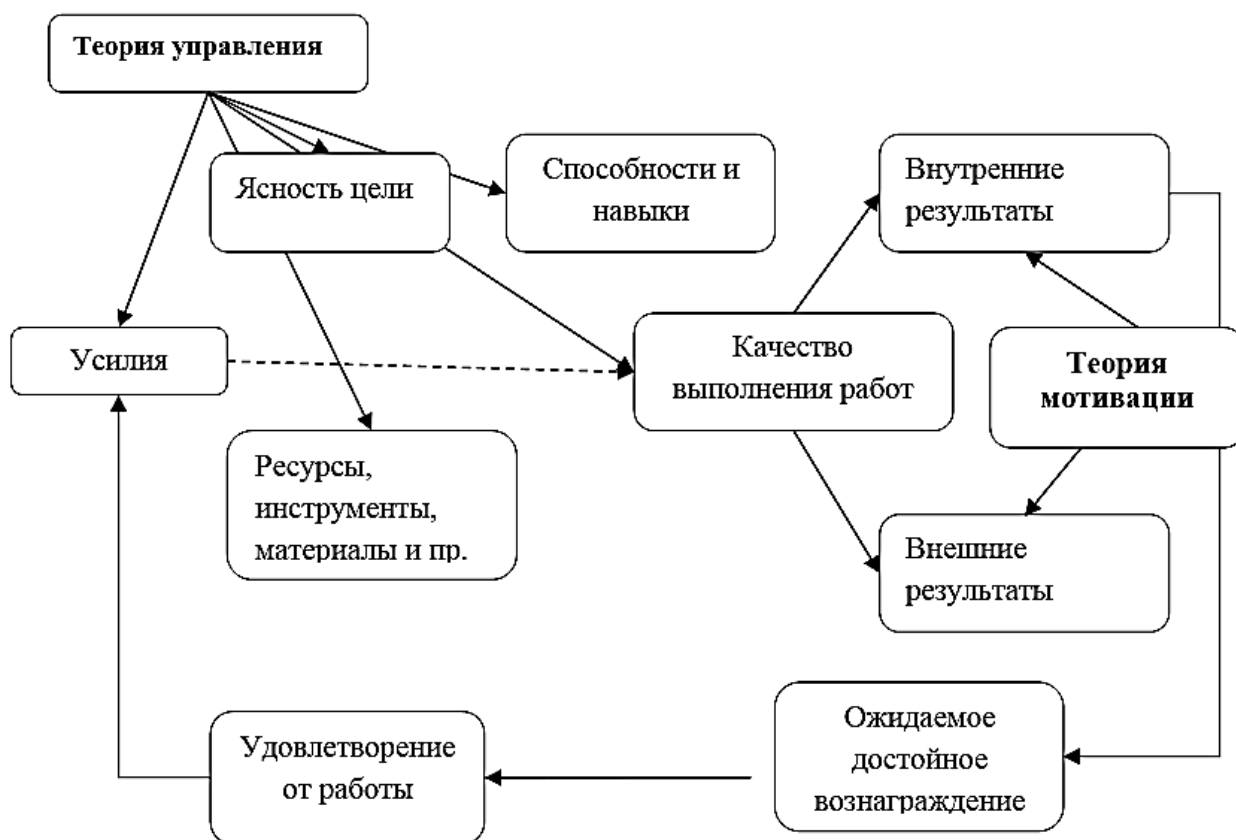 Теория управления
Ясность цели
Способности и
навыки
Внутренние
результаты
Усилия
Качество
выполнения работ
Теория
мотивации
Ресурсы,
инструменты,
материалы и пр.
Внешние
результаты
Удовлетворение
от работы
Ожидаемое
достойное
вознаграждение